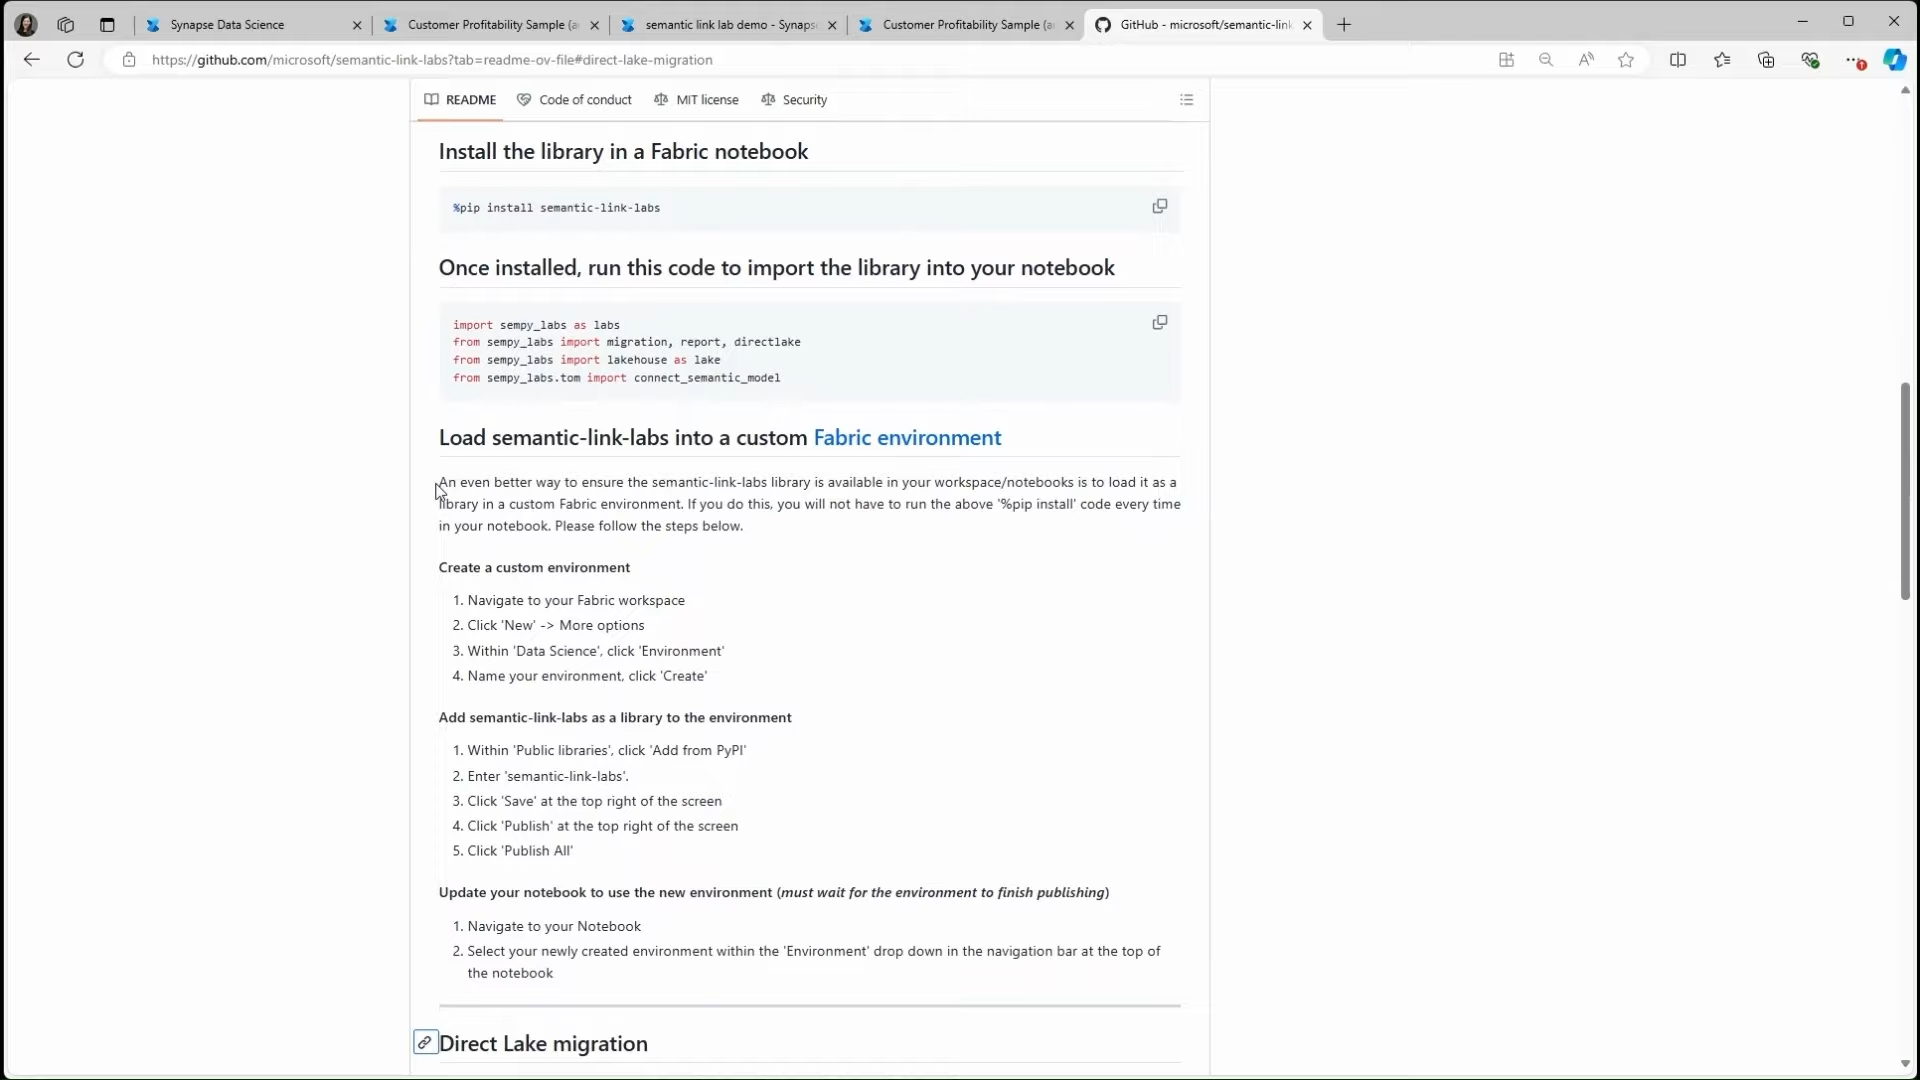 Synapse Data Science
Customer Profitability Sample (a
semantic link lab demo - Synaps
Customer Profitability Sample (a
GitHub - microsoft/semantic-link
https://github.com/microsoft/semantic-link-labs?tab=readme-ov-file#direct-lake-migration
README
Code of conduct
MIT license
Security
Install the library in a Fabric notebook
%pip install semantic-link-labs
Once installed, run this code to import the library into your notebook
import sempy_labs as labs
from sempy_labs import migration, report, directlake
from sempy_labs import lakehouse as lake
from sempy_labs.tom import connect_semantic_model
Load semantic-link-labs into a custom Fabric environment
An even better way to ensure the semantic-link-labs library is available in your workspace/notebooks is to load it as a
library in a custom Fabric environment. If you do this, you will not have to run the above '%pip install' code every time
in your notebook. Please follow the steps below.
Create a custom environment
1. Navigate to your Fabric workspace
2. Click 'New' -> More options
3. Within 'Data Science', click 'Environment'
4. Name your environment, click 'Create'
Add semantic-link-labs as a library to the environment
1. Within 'Public libraries', click 'Add from PyPI'
2. Enter 'semantic-link-labs'.
3. Click 'Save' at the top right of the screen
4. Click 'Publish' at the top right of the screen
5. Click 'Publish All'
Update your notebook to use the new environment (must wait for the environment to finish publishing)
1. Navigate to your Notebook
2. Select your newly created environment within the 'Environment' drop down in the navigation bar at the top of
the notebook
Direct Lake migration